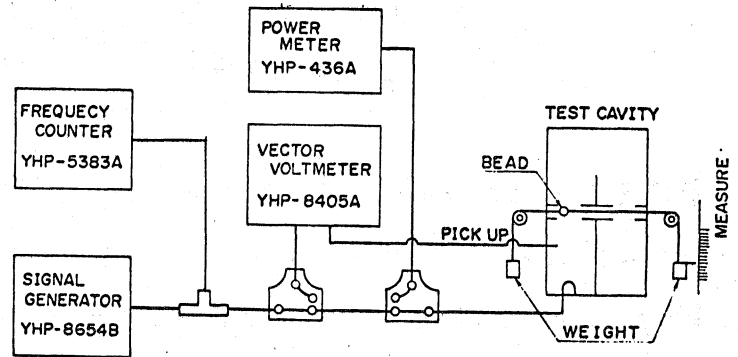 POWER
METER
YHP-436A
FREQUECY
COUNTER
YHP-5383A
VECTOR
VOLTMETER
YHP-8405A
TEST CAVITY
BEAD
PICK UP
MEASURE
SIGNAL
GENERATOR
YHP-8654B
WEIGHT